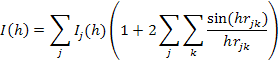 I(h) = ∑_j I_j(h) (1 + 2 ∑_j ∑_k sin(hr_jk) / hr_jk)